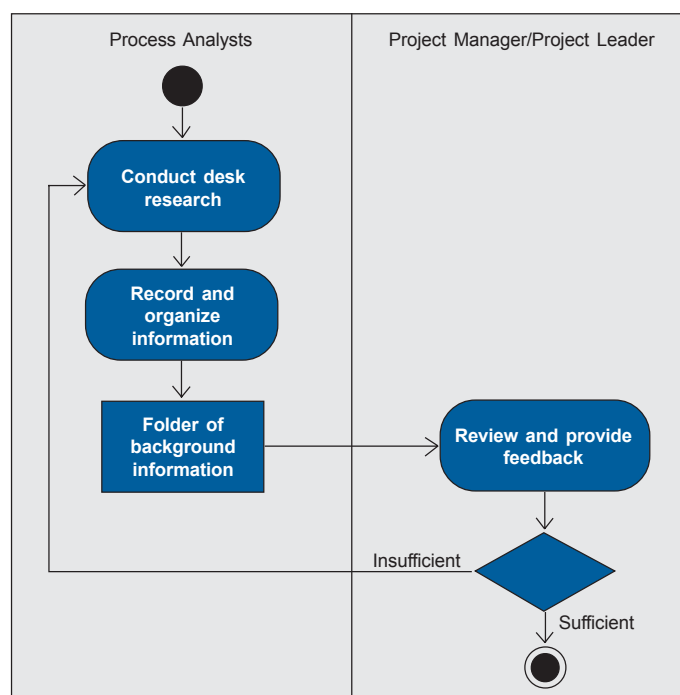 Process Analysts
Project Manager/Project Leader
Conduct desk
research
Record and
organize
information
Folder of
background
information
Review and provide
feedback
Insufficient
Sufficient